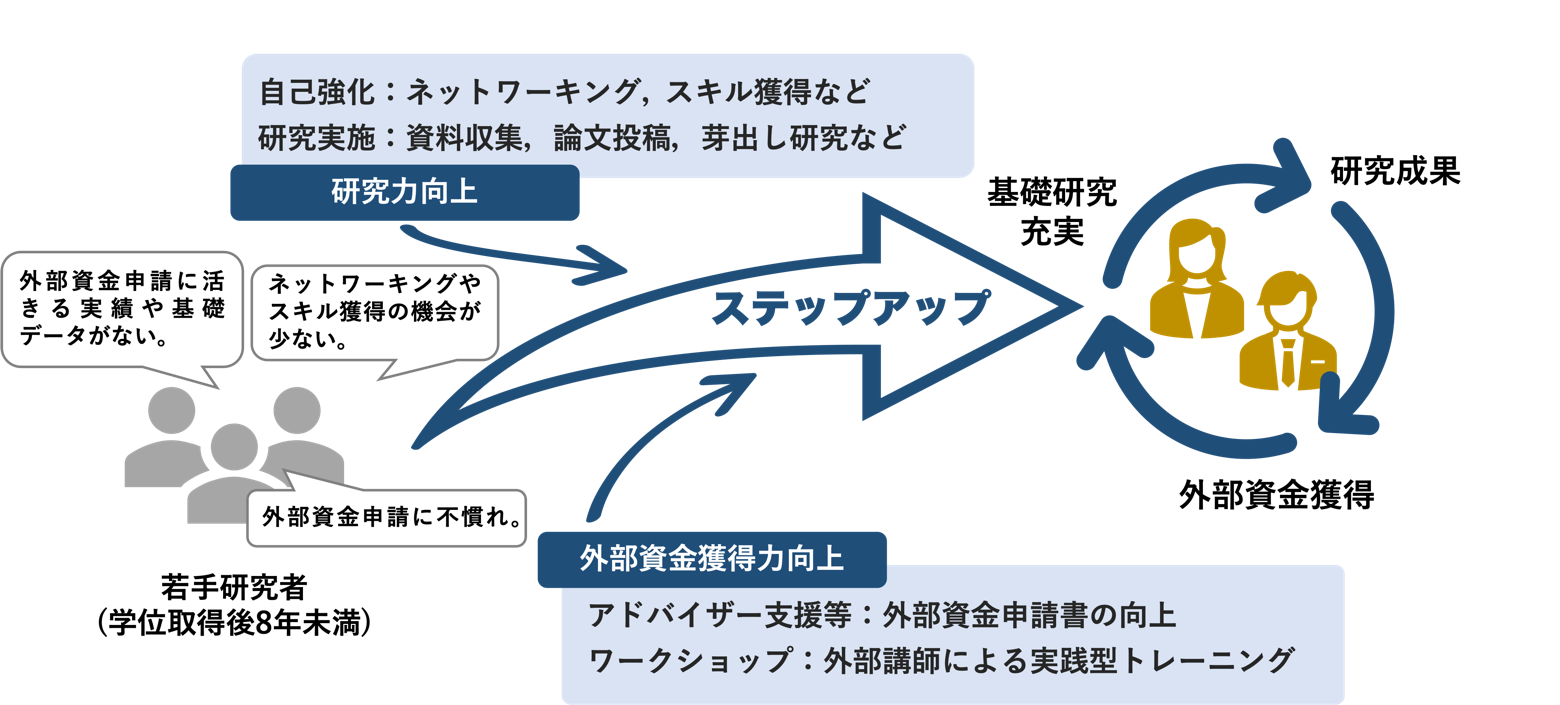 自己強化：ネットワーキング，スキル獲得など
研究実施：資料収集，論文投稿，芽出し研究など
研究力向上
外部資金申請に活
きる実績や基礎
データがない。
ネットワーキングや
スキル獲得の機会が
少ない。
外部資金申請に不慣れ。
若手研究者
(学位取得後8年未満)
ステップアップ
外部資金獲得力向上
アドバイザー支援等：外部資金申請書の向上
ワークショップ：外部講師による実践型トレーニング
基礎研究
充実
研究成果
外部資金獲得